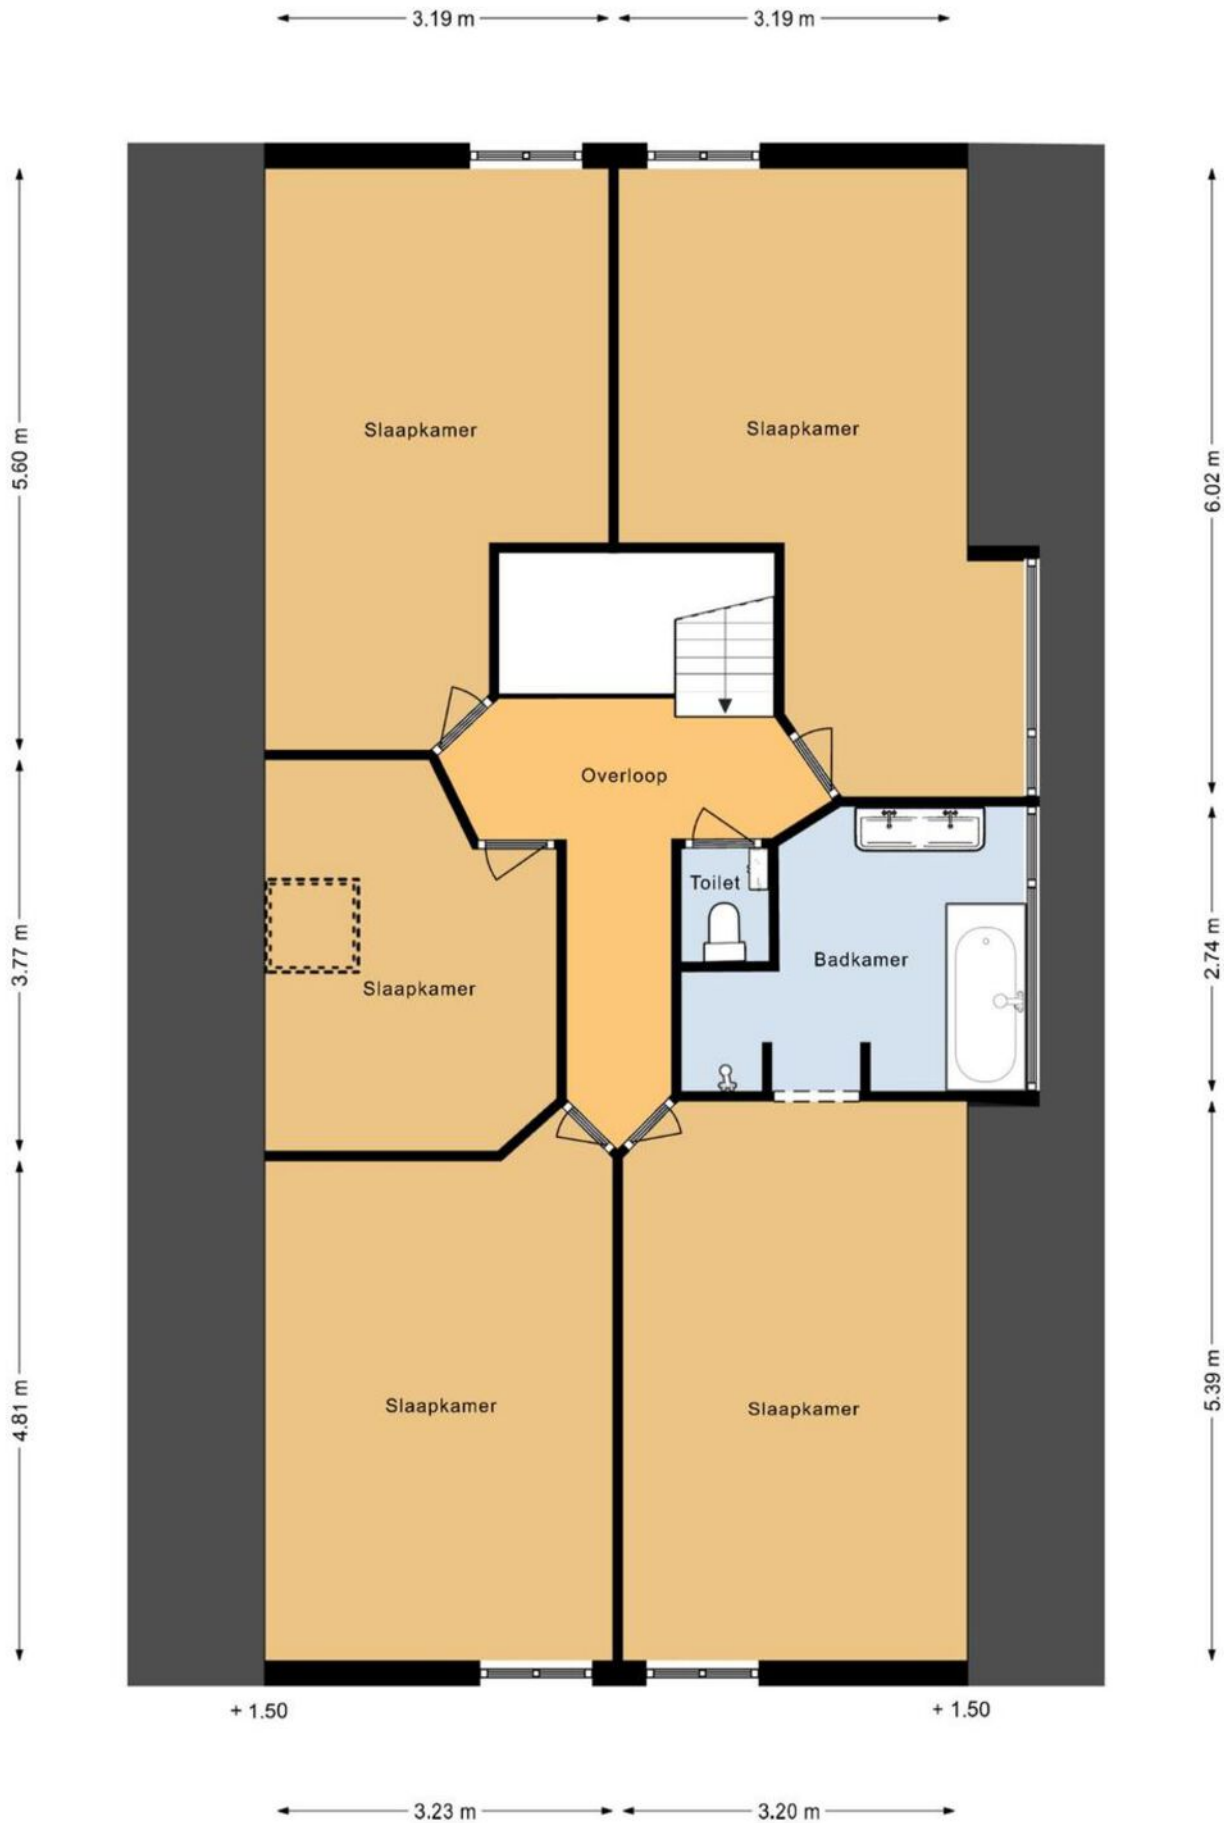 3.19 m
3.19 m
5.60 m
6.02 m
Slaapkamer
Slaapkamer
Overloop
Toilet
Badkamer
3.77 m
2.74 m
Slaapkamer
4.81 m
5.39 m
Slaapkamer
Slaapkamer
+ 1.50
+ 1.50
3.23 m
3.20 m